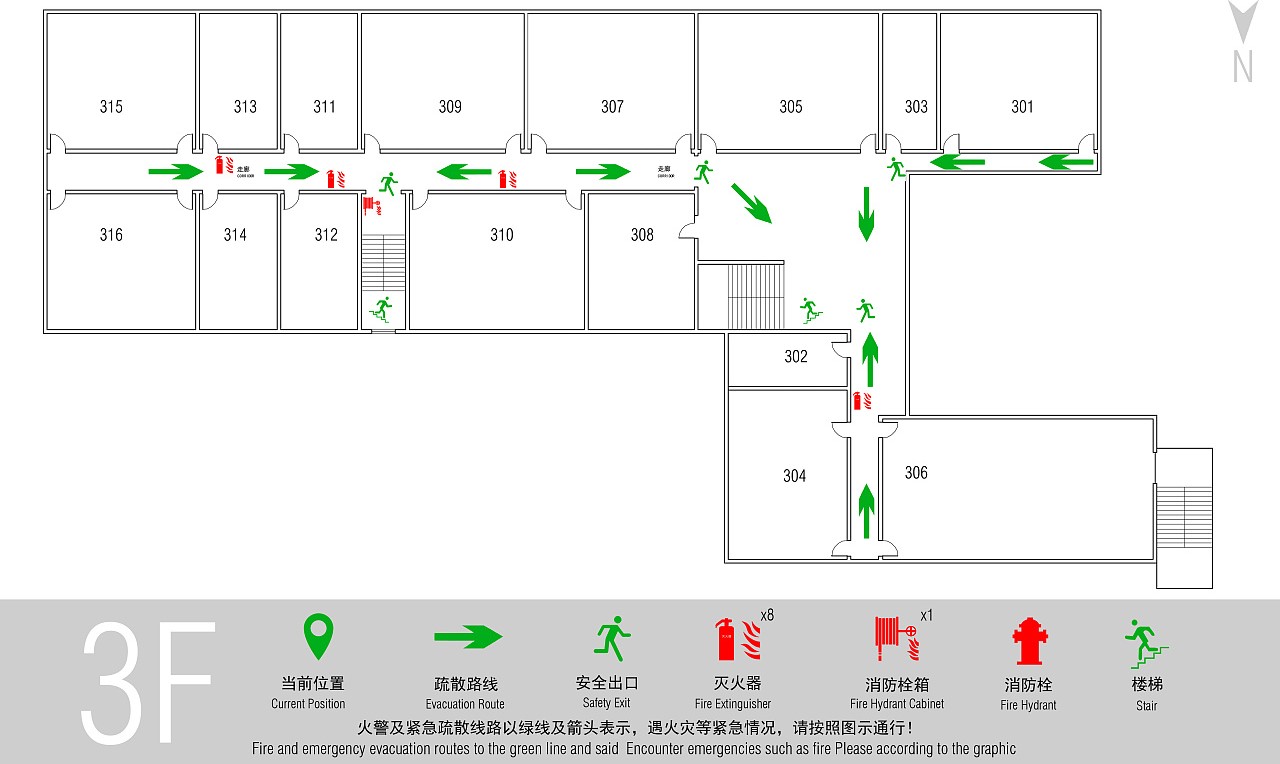 N
315
313
311
309
307
305
303
301
走廊
CORRIDOR
走廊
CORRIDOR
316
314
312
310
308
302
304
306
3F
x8
x1
当前位置
疏散路线
安全出口
灭火器
消防栓箱
消防栓
楼梯
Current Position
Evacuation Route
Safety Exit
Fire Extinguisher
Fire Hydrant Cabinet
Fire Hydrant
Stair
火警及紧急疏散线路以绿线及箭头表示，遇火灾等紧急情况，请按照图示通行！
Fire and emergency evacuation routes to the green line and said Encounter emergencies such as fire Please according to the graphic